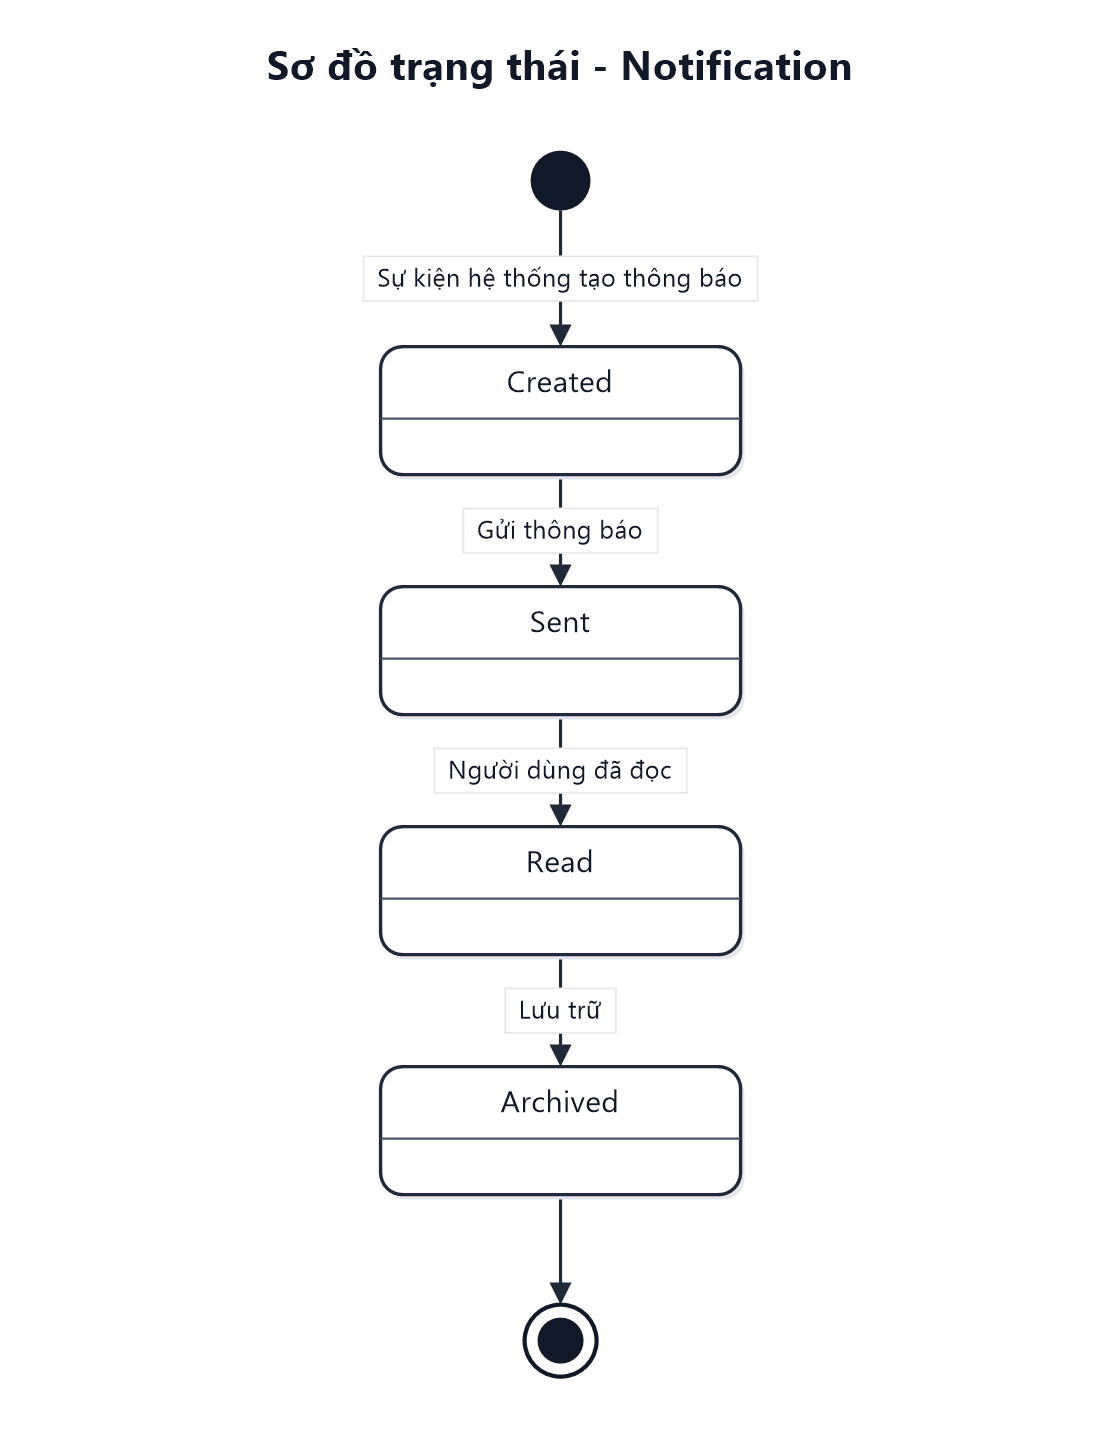 Sơ đồ trạng thái - Notification
Sự kiện hệ thống tạo thông báo
Created
Gửi thông báo
Sent
Người dùng đã đọc
Read
Lưu trữ
Archived